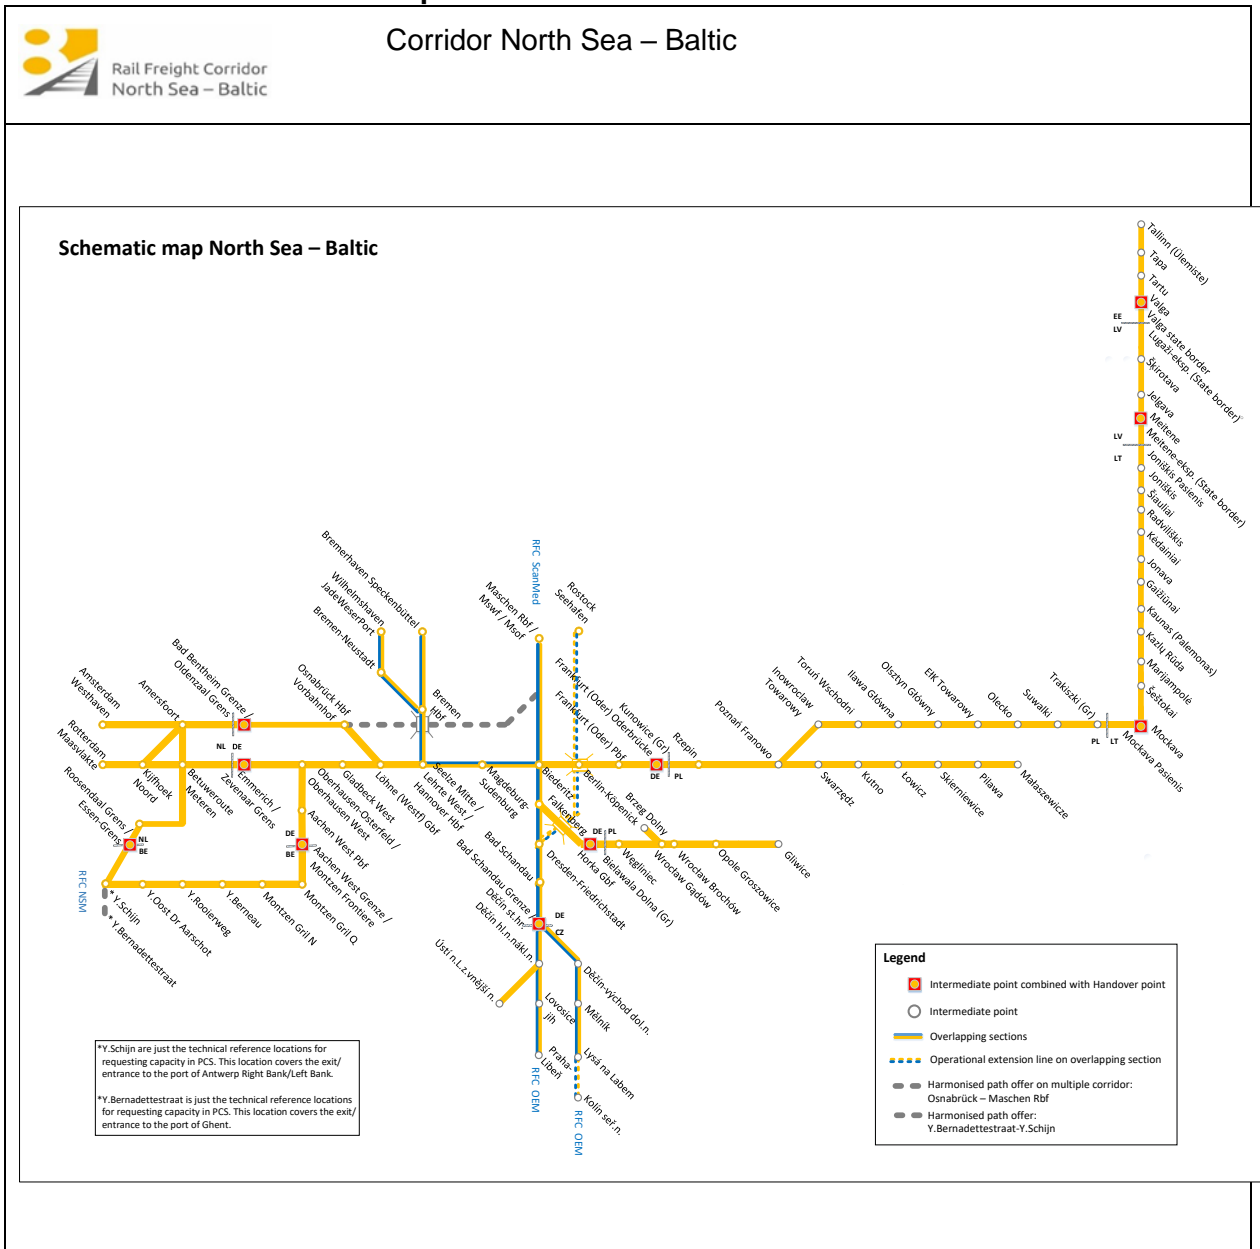 Corridor North Sea – Baltic
Rail Freight Corridor
North Sea – Baltic
Schematic map North Sea – Baltic
Tallinn (Ülemiste)
Tapa
Tartu
Valga
EE
LV
Valga state border
Lugaži-eksp. (State border)
Šķirotava
Jelgava
Meitene
LV
LT
Meitene-eksp. (State border)
Joniškis Pasienis
Joniškis
Šiauliai
Radviliškis
Kėdainiai
Jonava
Gaižiūnai
Kaunas (Palemonas)
Kazlų Rūda
Marijampolė
Šeštokai
Mockava
Mockava Pasienis
PL LT
Trakiszki (Gr)
Suwałki
Olecko
Ełk Towarowy
Olsztyn Główny
Iława Główna
Toruń Wschodni
Inowrocław
Towarowy
Poznań Franowo
Swarzędz
Kutno
Łowicz
Skierniewice
Pilawa
Małaszewicze
Rzepin
Kunowice (Gr)
DE PL
Frankfurt (Oder) Oderbrücke
Frankfurt (Oder) Pbf
Rostock
Seehafen
RFC ScanMed
Maschen Rbf /
Mswf / Msof
Bremerhaven Speckenbüttel
Wilhelmshaven
JadeWeserPort
Bremen-Neustadt
Bremen
Hbf
Osnabrück Hbf
Vorbahnhof
Bad Bentheim Grenze /
Oldenzaal Grens
NL DE
Amersfoort
Amsterdam
Westhaven
Rotterdam
Maasvlakte
Kijfhoek
Noord
Betuweroute
Meteren
Emmerich /
Zevenaar Grens
Oberhausen-Osterfeld /
Oberhausen West
Gladbeck West
Löhne (Westf) Gbf
Seelze Mitte /
Lehrte West /
Hannover Hbf
Magdeburg-
Sudenburg
Biederitz
Berlin-Köpenick
Falkenberg
Brzeg Dolny
DE PL
Horka Gbf
Bielawa Dolna (Gr)
Węgliniec
Wrocław Gądów
Wrocław Brochów
Opole Groszowice
Gliwice
Roosendaal Grens /
Essen-Grens
NL
BE
Aachen West Pbf
DE
BE
Aachen West Grenze /
Montzen Frontiere
RFC NSM
* Y.Schijn
* Y.Bernadettestraat
Y.Oost Dr Aarschot
Y.Rooierweg
Y.Berneau
Montzen Gril N
Montzen Gril Q
Dresden-Friedrichstadt
Bad Schandau
Bad Schandau Grenze /
Děčín st.hr.
DE
CZ
Děčín hl.n.nákl.n.
Ústí n.L.z.vnější n.
Děčín-východ dol.n.
Lovosice
jih
Mělník
Praha-
Libeň
Lysá na Labem
Kolín seř.n.
RFC OEM
RFC OEM
*Y.Schijn are just the technical reference locations for
requesting capacity in PCS. This location covers the exit/
entrance to the port of Antwerp Right Bank/Left Bank.
*Y.Bernadettestraat is just the technical reference locations
for requesting capacity in PCS. This location covers the exit/
entrance to the port of Ghent.
Legend
Intermediate point combined with Handover point
Intermediate point
Overlapping sections
Operational extension line on overlapping section
Harmonised path offer on multiple corridor:
Osnabrück – Maschen Rbf
Harmonised path offer:
Y.Bernadettestraat-Y.Schijn